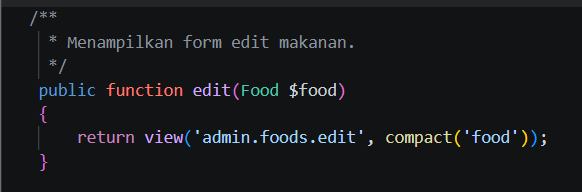 /**
 * Menampilkan form edit makanan.
 */
public function edit(Food $food)
{
    return view('admin.foods.edit', compact('food'));
}